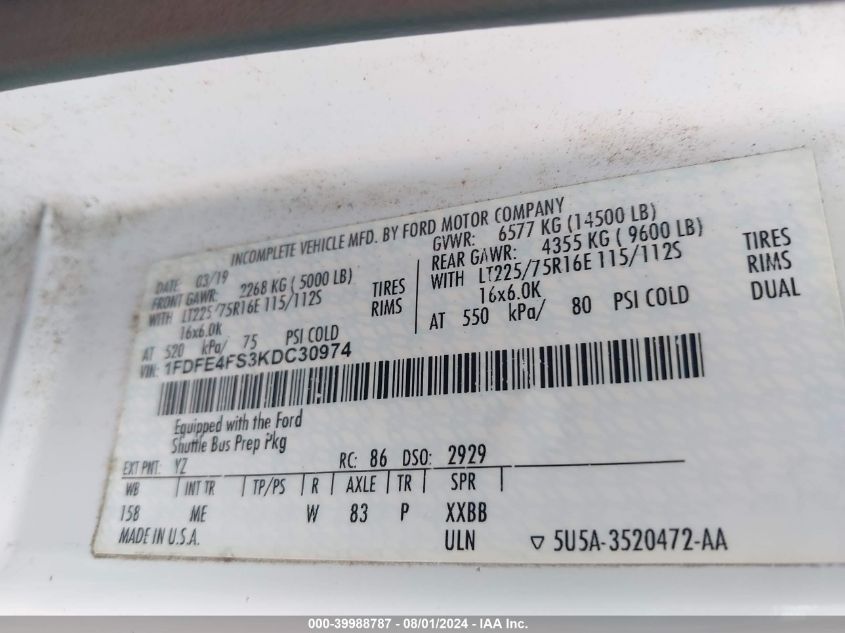 INCOMPLETE VEHICLE MFD. BY FORD MOTOR COMPANY
DATE: 03/19
FRONT GAWR: 2268 KG ( 5000 LB)
WITH LT225/75R16E 115/112S TIRES
16x6.0K RIMS
AT 520 kPa/ 75 PSI COLD
GVWR: 6577 KG (14500 LB)
REAR GAWR: 4355 KG ( 9600 LB)
WITH LT225/75R16E 115/112S TIRES
16x6.0K RIMS
AT 550 kPa/ 80 PSI COLD DUAL
VIN: 1FDFE4FS3KDC30974
Equipped with the Ford
Shuttle Bus Prep Pkg
EXT PNT: YZ RC: 86 DSO: 2929
WB INT TR TP/PS R AXLE TR SPR
158 ME W 83 P XXBB
MADE IN U.S.A. ULN ▽ 5U5A-3520472-AA
000-39988787 - 08/01/2024 - IAA Inc.